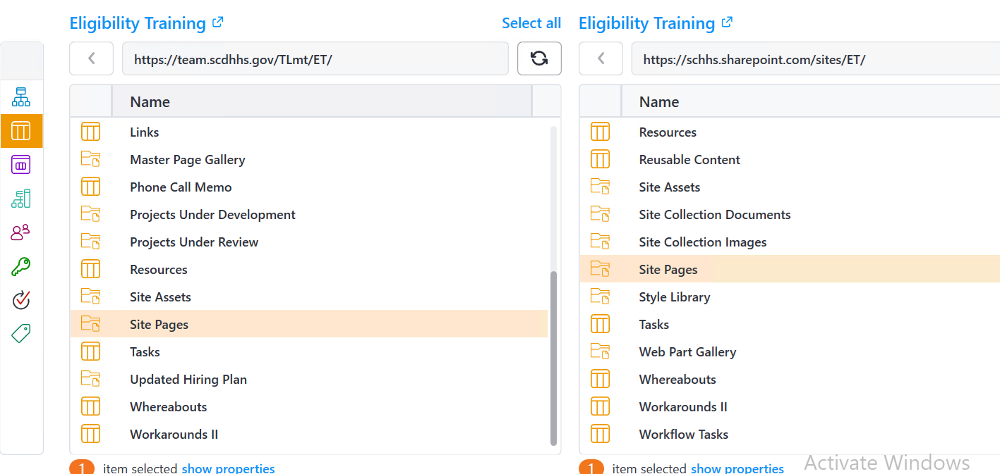 Eligibility Training
Select all
https://team.scdhhs.gov/TLmt/ET/
Name
Links
Master Page Gallery
Phone Call Memo
Projects Under Development
Projects Under Review
Resources
Site Assets
Site Pages
Tasks
Updated Hiring Plan
Whereabouts
Workarounds II
1 item selected show properties
Eligibility Training
https://schhs.sharepoint.com/sites/ET/
Name
Resources
Reusable Content
Site Assets
Site Collection Documents
Site Collection Images
Site Pages
Style Library
Tasks
Web Part Gallery
Whereabouts
Workarounds II
Workflow Tasks
1 item selected show properties
Activate Windows